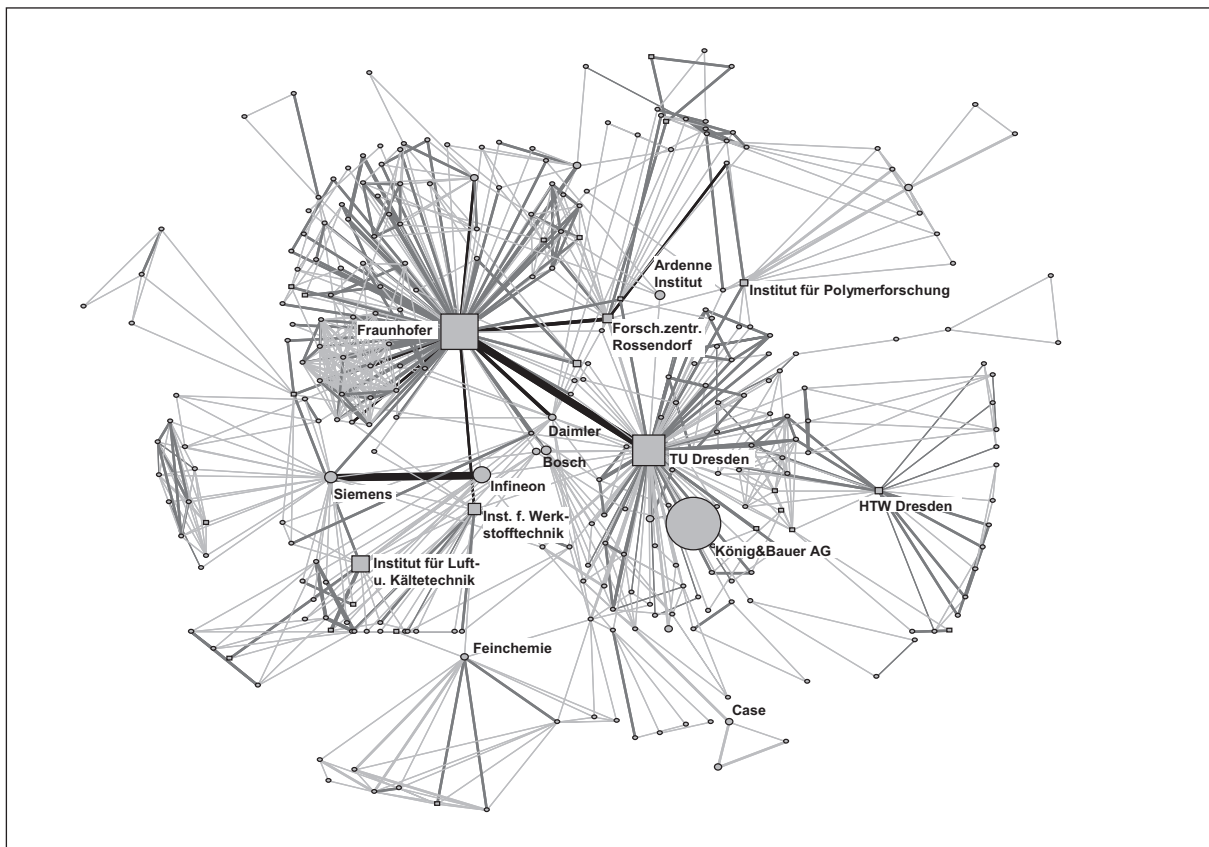 Ardenne
Institut
Institut für Polymerforschung
Fraunhofer
Forsch.zentr.
Rossendorf
Daimler
Bosch
TU Dresden
Siemens
Infineon
HTW Dresden
Inst. f. Werk-
stofftechnik
König&Bauer AG
Institut für Luft-
u. Kältetechnik
Feinchemie
Case